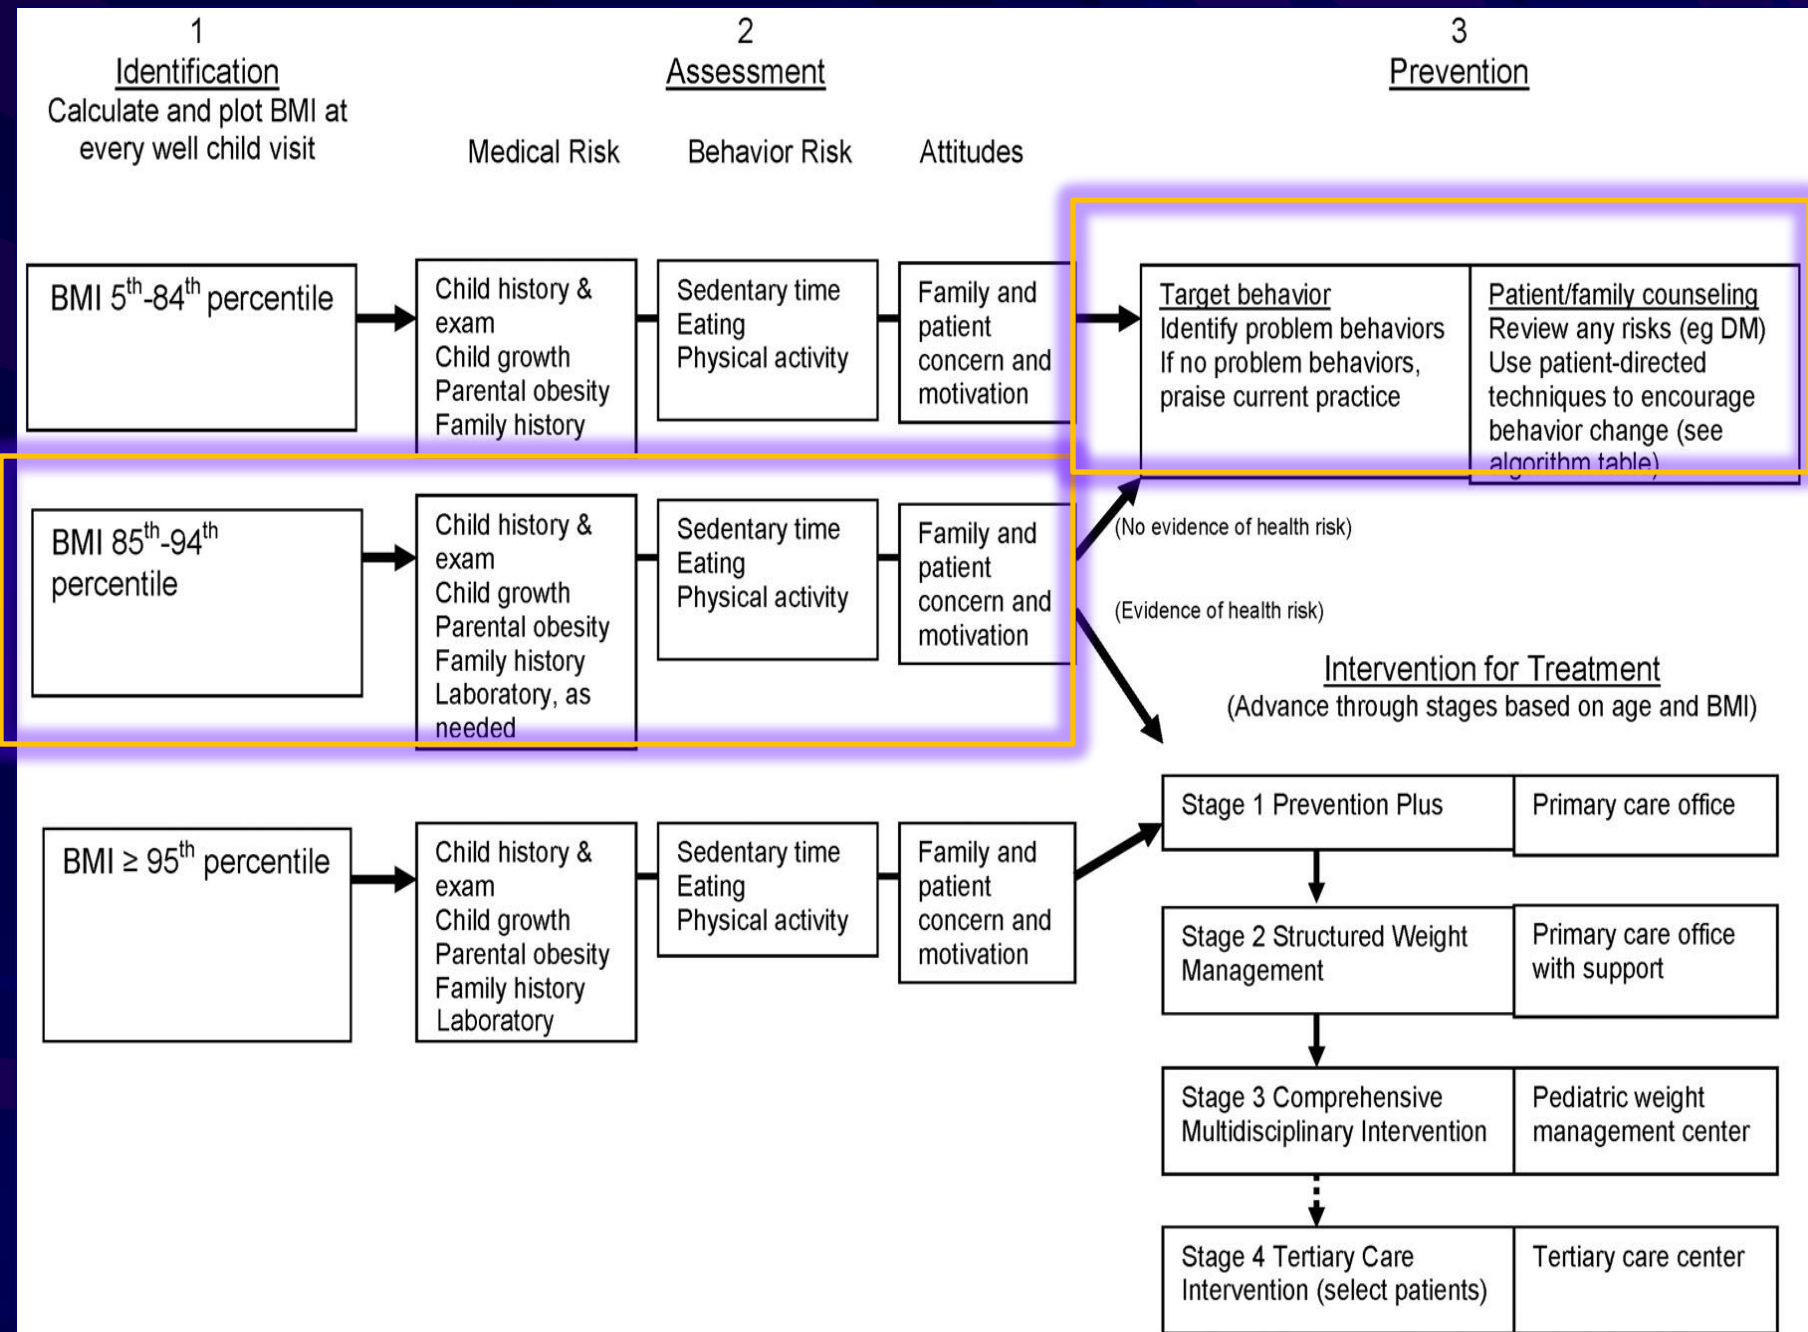 1
Identification
Calculate and plot BMI at
every well child visit
2
Assessment
Medical Risk
Behavior Risk
Attitudes
3
Prevention
BMI 5th-84th percentile
Child history &
exam
Child growth
Parental obesity
Family history
Sedentary time
Eating
Physical activity
Family and
patient
concern and
motivation
Target behavior
Identify problem behaviors
If no problem behaviors,
praise current practice
Patient/family counseling
Review any risks (eg DM)
Use patient-directed
techniques to encourage
behavior change (see
algorithm table)
BMI 85th-94th
percentile
Child history &
exam
Child growth
Parental obesity
Family history
Laboratory, as
needed
Sedentary time
Eating
Physical activity
Family and
patient
concern and
motivation
(No evidence of health risk)
(Evidence of health risk)
Intervention for Treatment
(Advance through stages based on age and BMI)
BMI ≥ 95th percentile
Child history &
exam
Child growth
Parental obesity
Family history
Laboratory
Sedentary time
Eating
Physical activity
Family and
patient
concern and
motivation
Stage 1 Prevention Plus
Primary care office
Stage 2 Structured Weight
Management
Primary care office
with support
Stage 3 Comprehensive
Multidisciplinary Intervention
Pediatric weight
management center
Stage 4 Tertiary Care
Intervention (select patients)
Tertiary care center